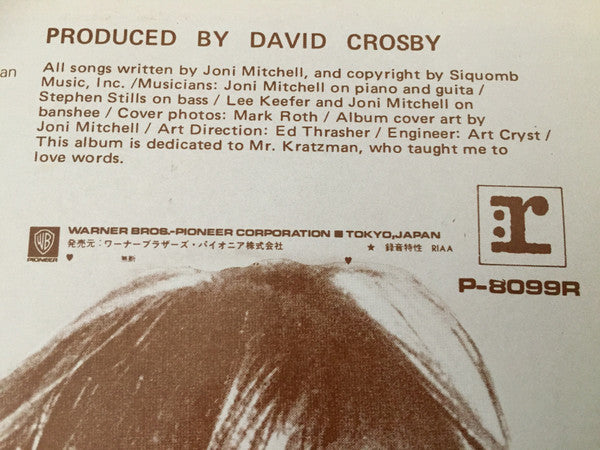 PRODUCED BY DAVID CROSBY
an
All songs written by Joni Mitchell, and copyright by Siquomb
Music, Inc. /Musicians: Joni Mitchell on piano and guita /
Stephen Stills on bass / Lee Keefer and Joni Mitchell on
banshee / Cover photos: Mark Roth / Album cover art by
Joni Mitchell / Art Direction: Ed Thrasher / Engineer: Art Cryst /
This album is dedicated to Mr. Kratzman, who taught me to
love words.
r
WB
PIONEER
WARNER BROS.-PIONEER CORPORATION ■ TOKYO, JAPAN
発売元：ワーナーブラザーズ・パイオニア株式会社 ★ 録音特性 RIAA
♥ 無断 ♥
P-8099R